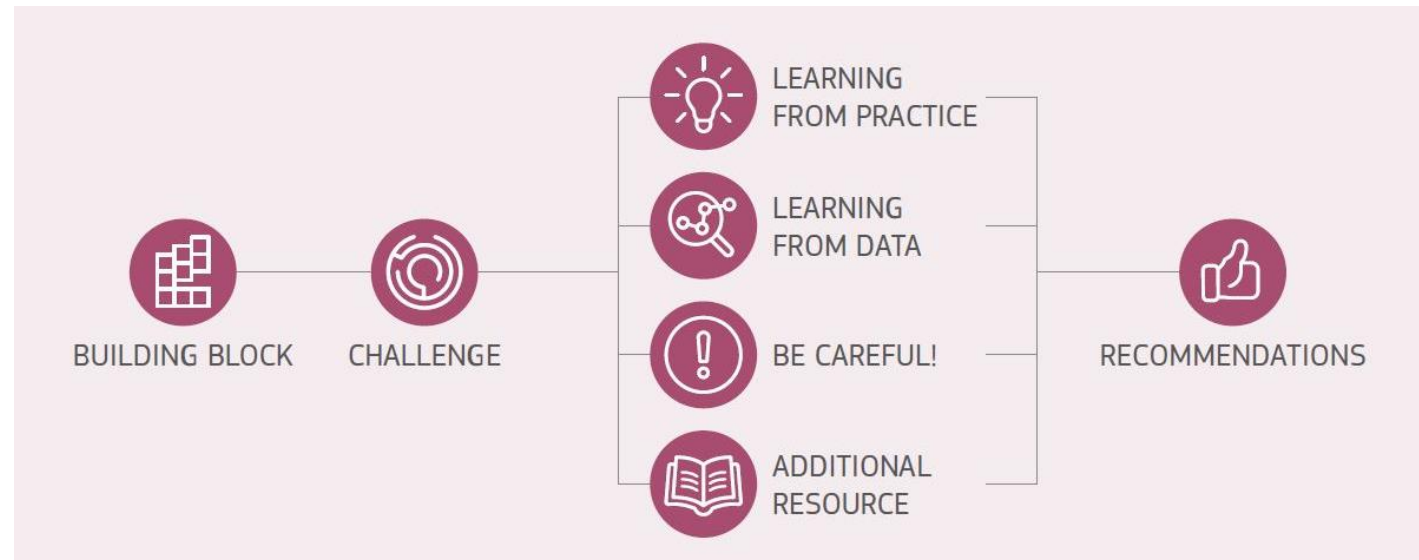 BUILDING BLOCK
CHALLENGE
LEARNING
FROM PRACTICE
LEARNING
FROM DATA
BE CAREFUL!
ADDITIONAL
RESOURCE
RECOMMENDATIONS